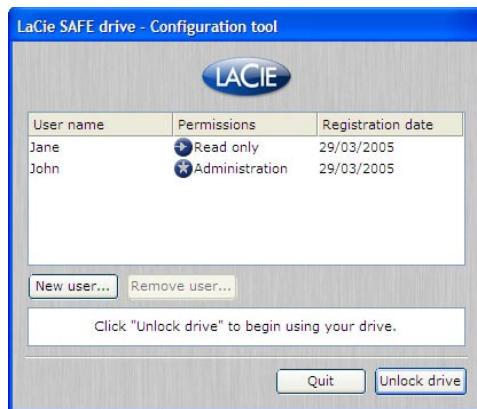 LaCie SAFE drive - Configuration tool
LACIE
User name Permissions Registration date
Jane Read only 29/03/2005
John Administration 29/03/2005
New user... Remove user...
Click "Unlock drive" to begin using your drive.
Quit Unlock drive